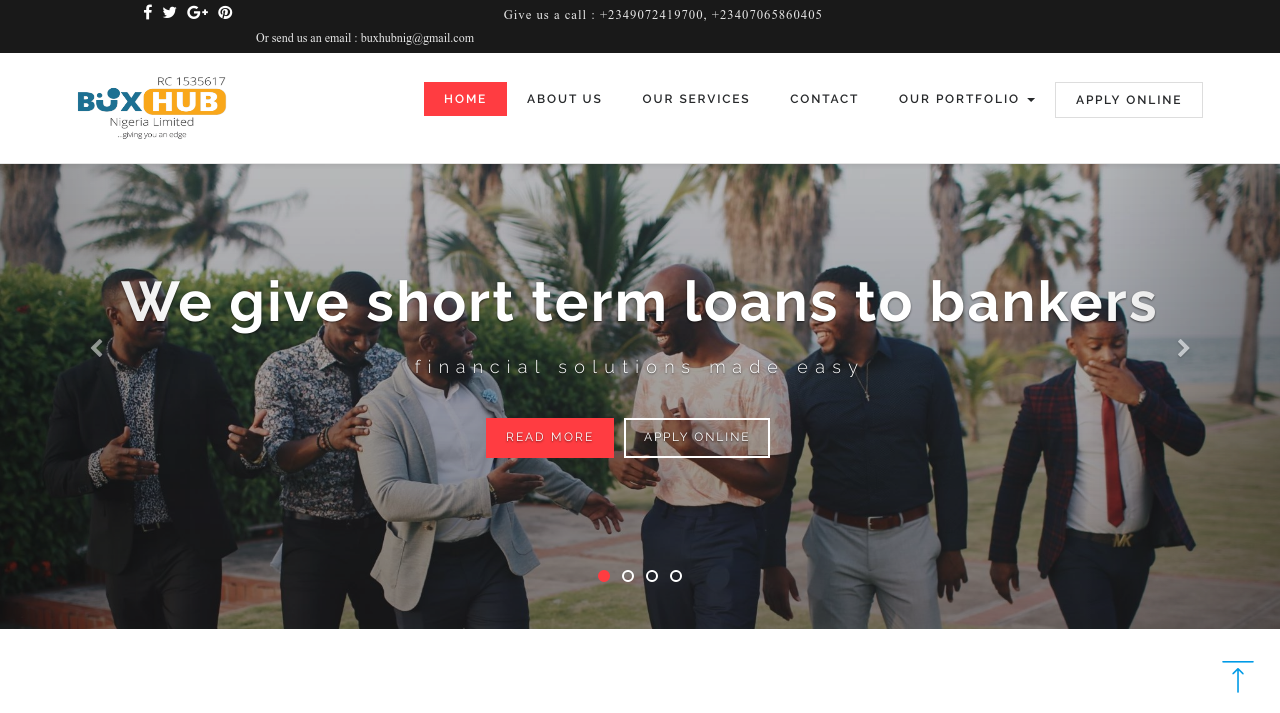 Give us a call : +2349072419700, +23407065860405
Or send us an email : buxhubnig@gmail.com
RC 1535617
BUXHUB
Nigeria Limited
...giving you an edge
HOME
ABOUT US
OUR SERVICES
CONTACT
OUR PORTFOLIO
APPLY ONLINE
We give short term loans to bankers
financial solutions made easy
READ MORE
APPLY ONLINE
MK